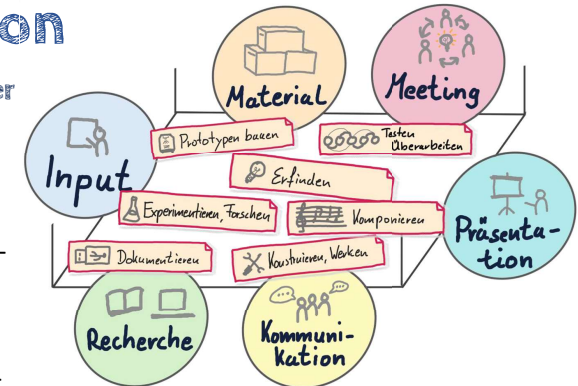 on
er
Material
Meeting
Input
Prototypen bauen
Testen
Überarbeiten
Erfinden
Experimentieren, Forschen
Komponieren
Dokumentieren
Konstruieren, Werken
Präsenta-
tion
Recherche
Kommuni-
kation